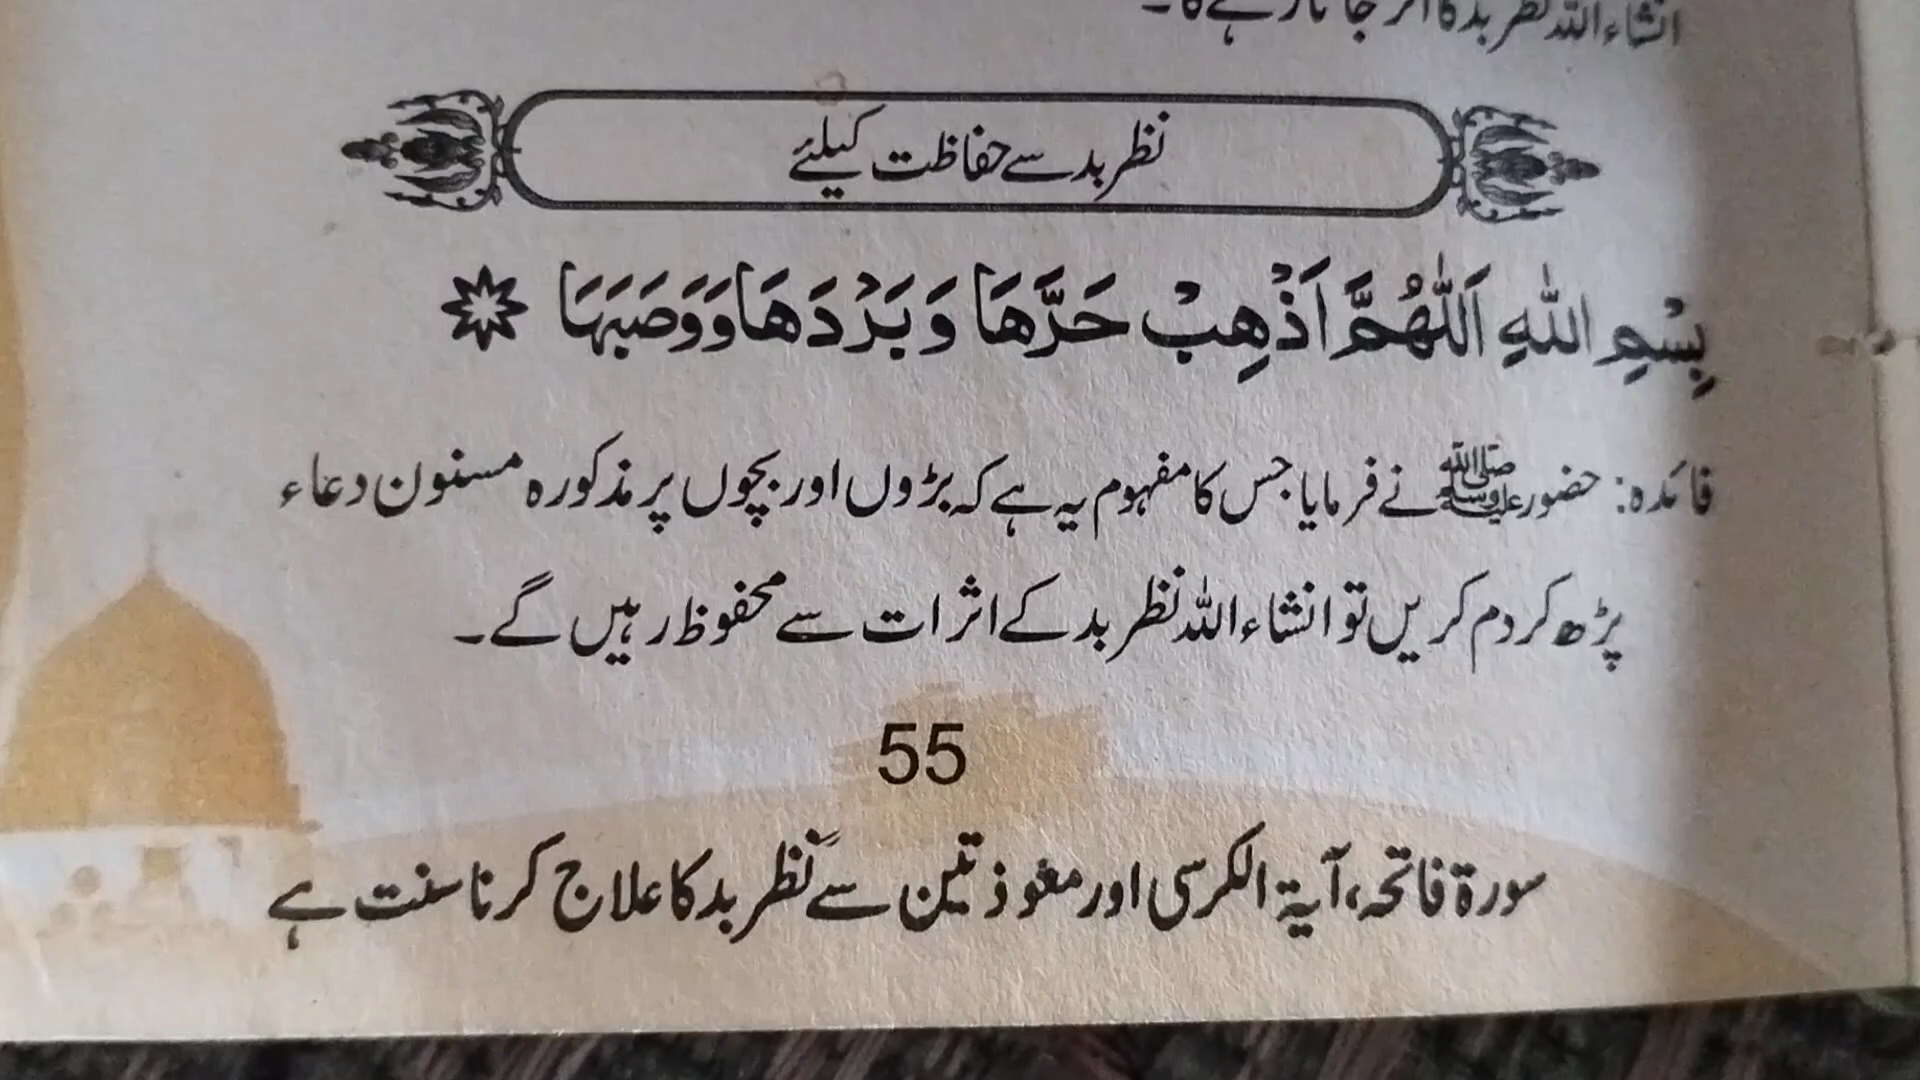 انشاء اللہ نظر بد کا اثر جاتا رہے گا۔
نظر بد سے حفاظت کیلئے
بِسْمِ اللّٰهِ اَللّٰهُمَّ اَذْهِبْ حَرَّهَا وَ بَرْدَهَا وَ وَصَبَهَا
فائدہ: حضور ﷺ نے فرمایا جس کا مفہوم یہ ہے کہ بڑوں اور بچوں پر مذکورہ مسنون دعاء
پڑھ کر دم کریں تو انشاء اللہ نظر بد کے اثرات سے محفوظ رہیں گے۔
55
سورۃ فاتحہ، آیۃ الکرسی اور معوذتین سے نظر بد کا علاج کرنا سنت ہے